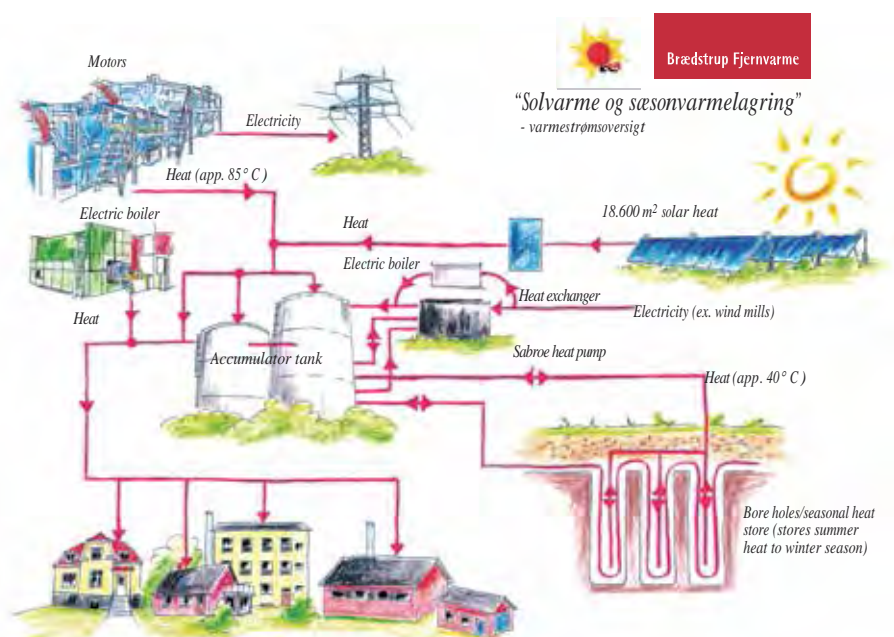 Brædstrup Fjernvarme
“Solvarme og sæsonvarmelagring”
- varmestrømsoversigt
Motors
Electricity
Heat (app. 85° C )
Electric boiler
Heat
18.600 m² solar heat
Electric boiler
Heat exchanger
Electricity (ex. wind mills)
Heat
Accumulator tank
Sabroe heat pump
Heat (app. 40° C )
Bore holes/seasonal heat
store (stores summer
heat to winter season)